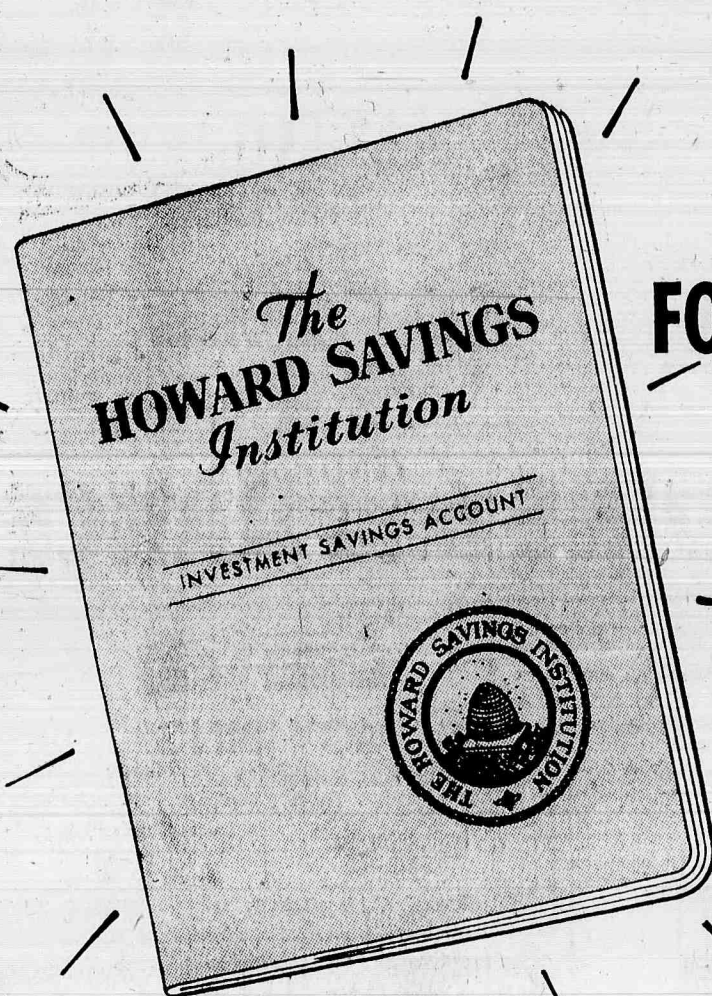 The
HOWARD SAVINGS
Institution
INVESTMENT SAVINGS ACCOUNT
THE HOWARD SAVINGS INSTITUTION
FO